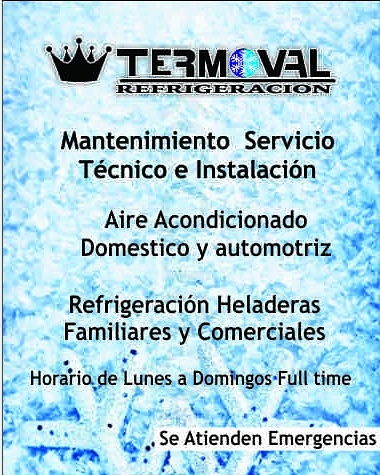 TERMOVAL
REFRIGERACION
Mantenimiento Servicio
Técnico e Instalación
Aire Acondicionado
Domestico y automotriz
Refrigeración Heladeras
Familiares y Comerciales
Horario de Lunes a Domingos Full time
Se Atienden Emergencias